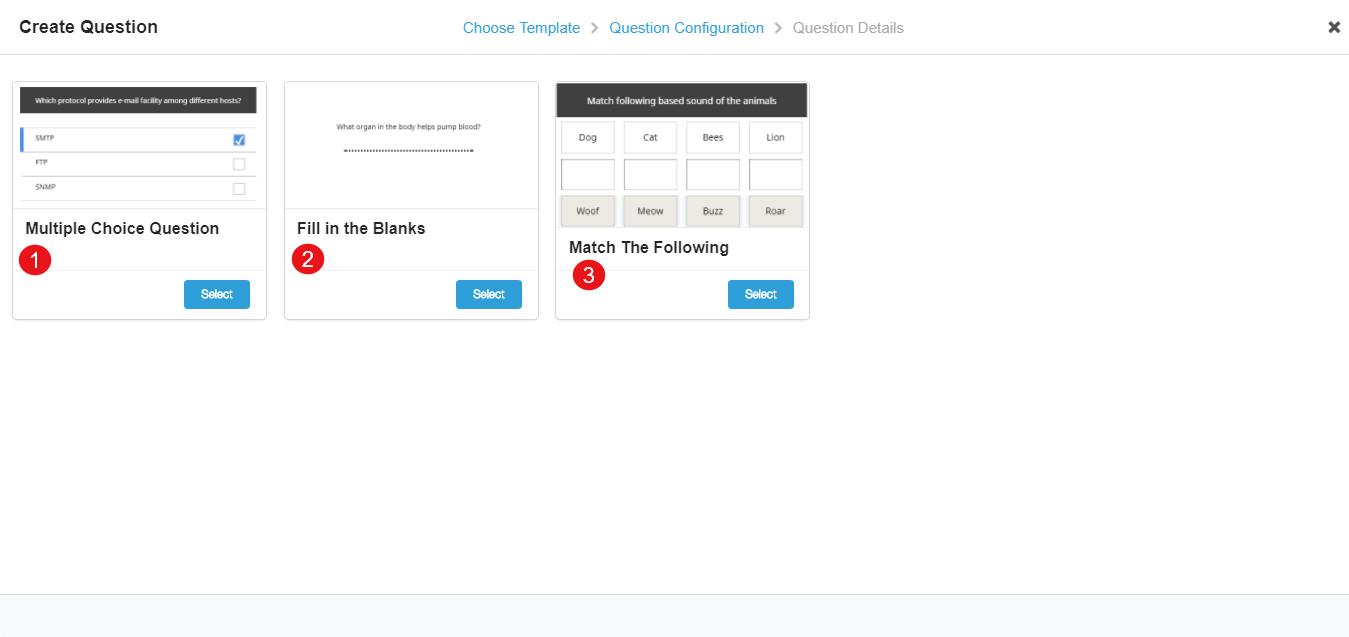 Create Question
Choose Template > Question Configuration > Question Details
Which protocol provides e-mail facility among different hosts?
SMTP
FTP
SNMP
Multiple Choice Question
1
Select
What organ in the body helps pump blood?
Fill in the Blanks
2
Select
Match following based sound of the animals
Dog Cat Bees Lion
Woof Meow Buzz Roar
Match The Following
3
Select